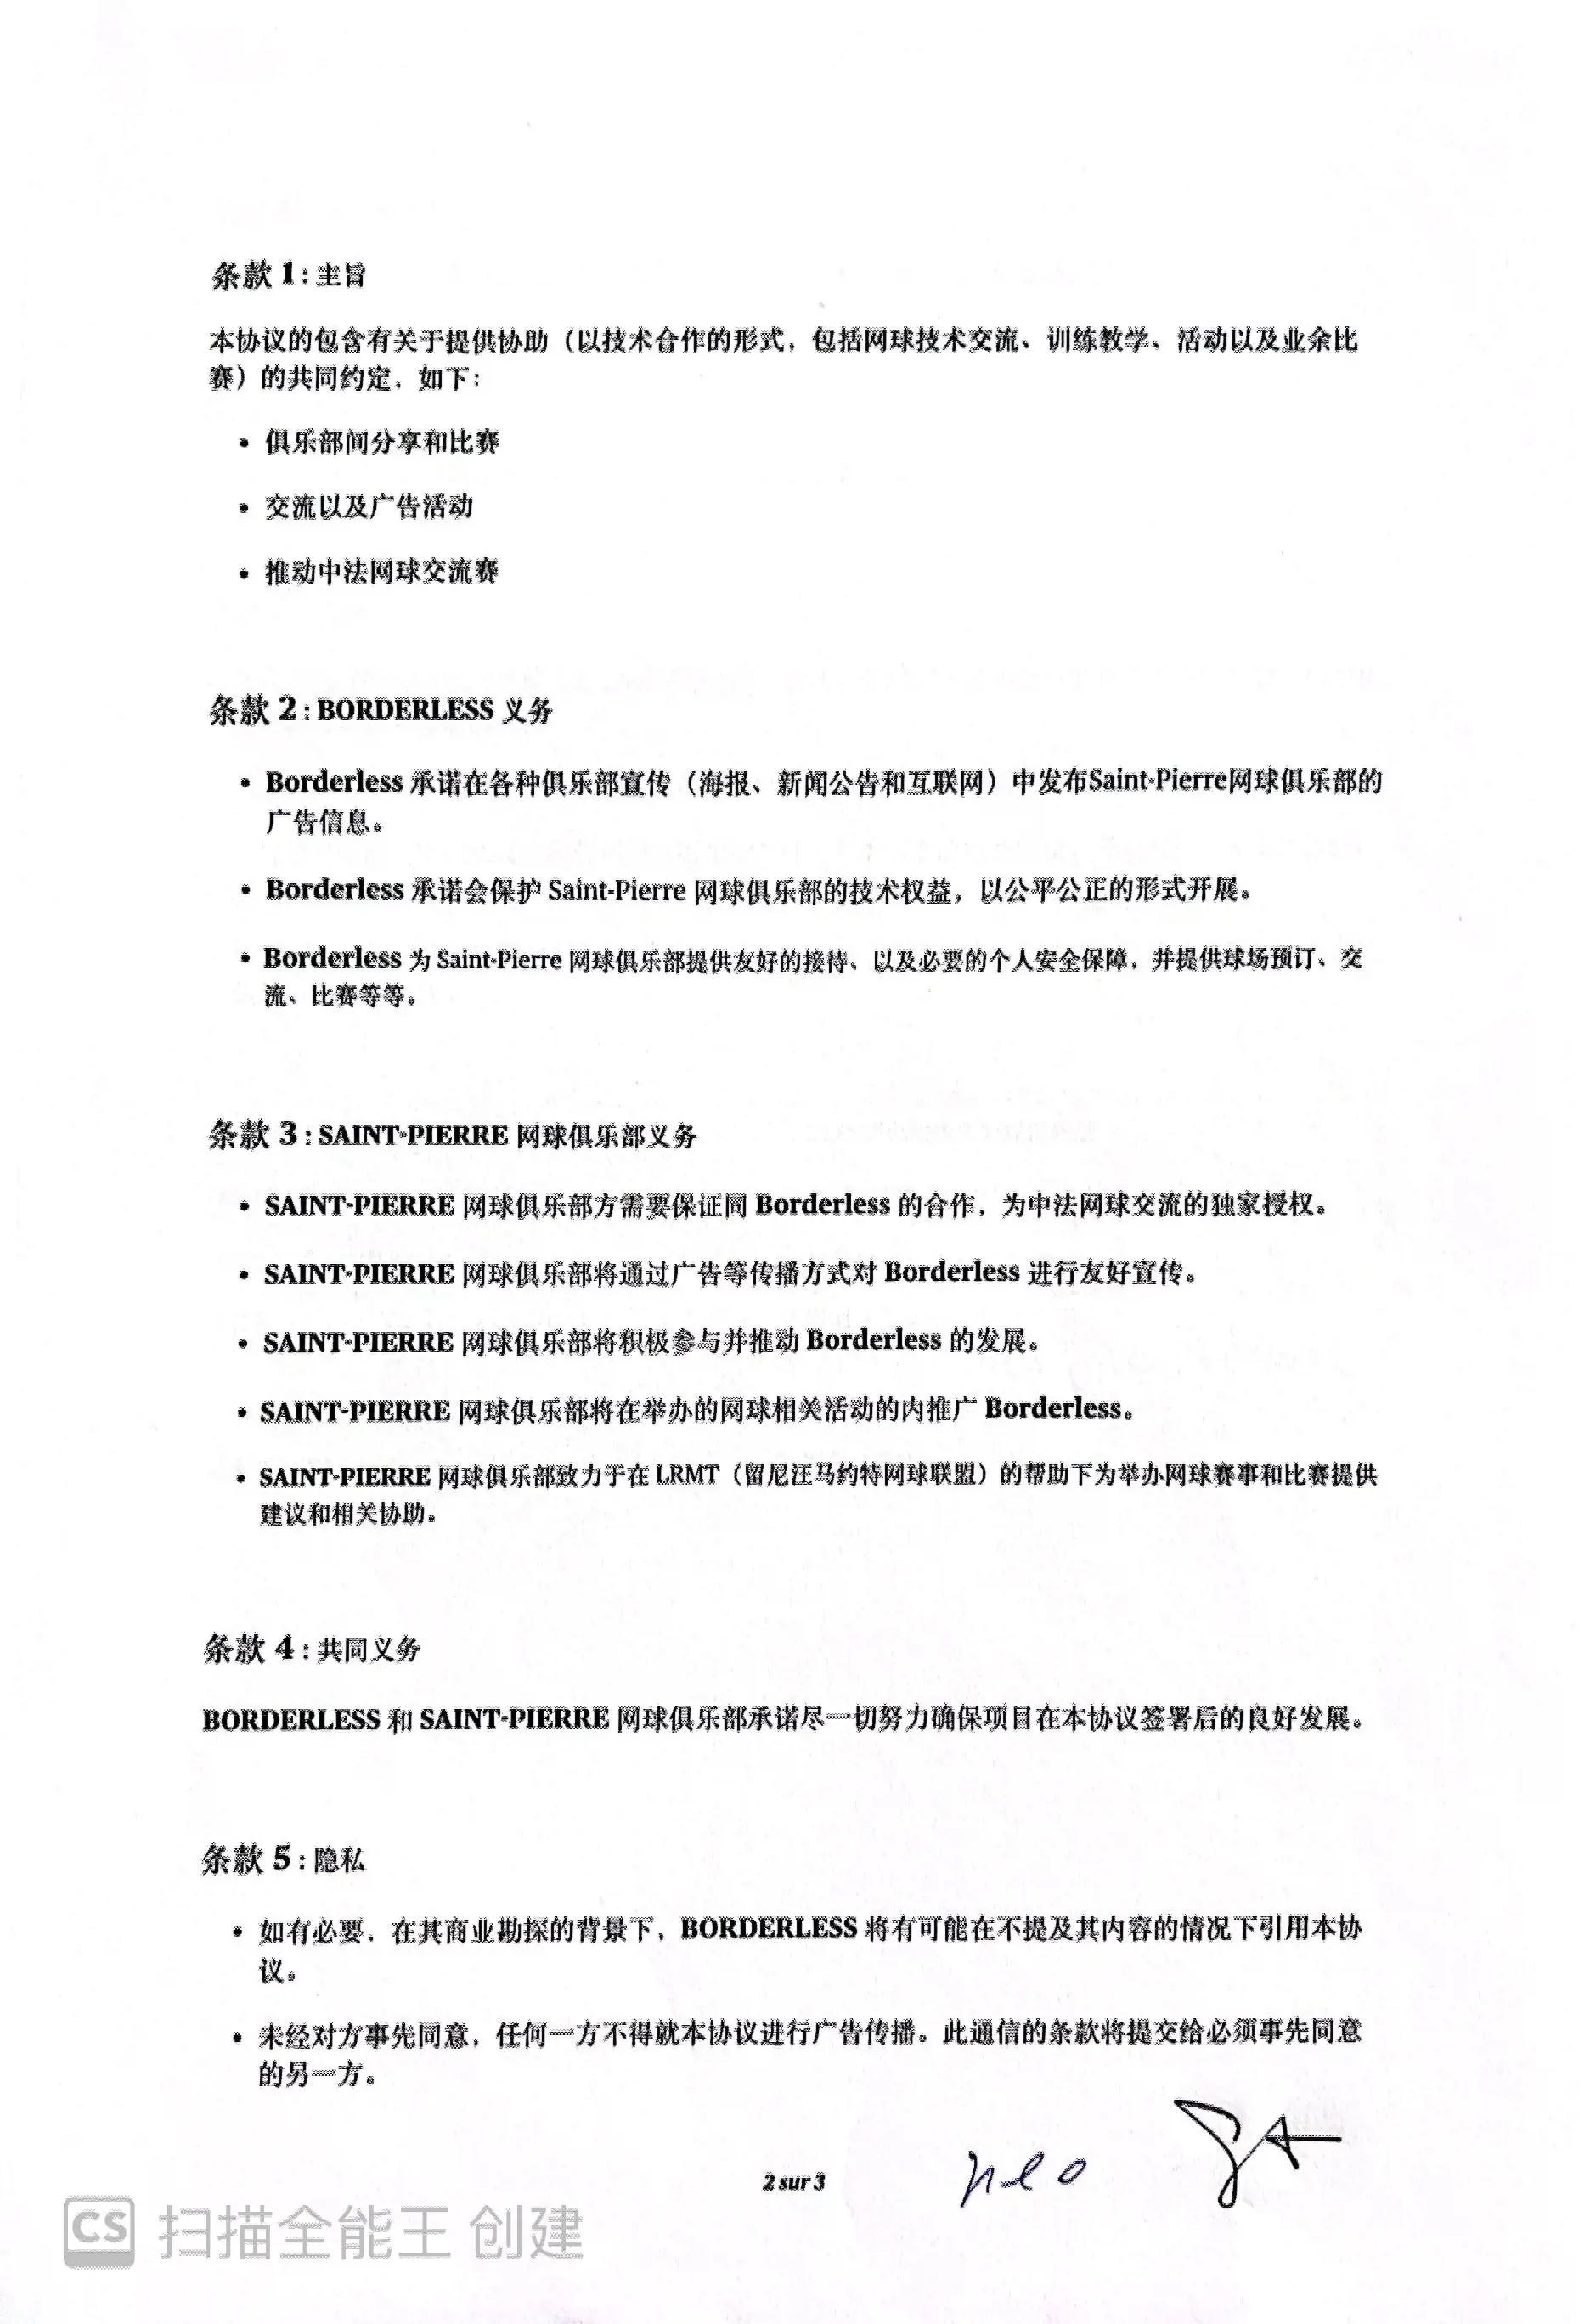 条款 1 : 主旨
本协议的包含有关于提供协助（以技术合作的形式，包括网球技术交流、训练教学、活动以及业余比
赛）的共同约定，如下：
• 俱乐部间分享和比赛
• 交流以及广告活动
• 推动中法网球交流赛
条款 2 : BORDERLESS 义务
• Borderless 承诺在各种俱乐部宣传（海报、新闻公告和互联网）中发布Saint-Pierre网球俱乐部的
广告信息。
• Borderless 承诺会保护 Saint-Pierre 网球俱乐部的技术权益，以公平公正的形式开展。
• Borderless 为 Saint-Pierre 网球俱乐部提供友好的接待、以及必要的个人安全保障，并提供球场预订、交
流、比赛等等。
条款 3 : SAINT-PIERRE 网球俱乐部义务
• SAINT-PIERRE 网球俱乐部方需要保证同 Borderless 的合作，为中法网球交流的独家授权。
• SAINT-PIERRE 网球俱乐部将通过广告等传播方式对 Borderless 进行友好宣传。
• SAINT-PIERRE 网球俱乐部将积极参与并推动 Borderless 的发展。
• SAINT-PIERRE 网球俱乐部将在举办的网球相关活动的内推广 Borderless。
• SAINT-PIERRE 网球俱乐部致力于在 LRMT（留尼汪马约特网球联盟）的帮助下为举办网球赛事和比赛提供
建议和相关协助。
条款 4 : 共同义务
BORDERLESS 和 SAINT-PIERRE 网球俱乐部承诺尽一切努力确保项目在本协议签署后的良好发展。
条款 5 : 隐私
• 如有必要，在其商业勘探的背景下，BORDERLESS 将有可能在不提及其内容的情况下引用本协
议。
• 未经对方事先同意，任何一方不得就本协议进行广告传播。此通信的条款将提交给必须事先同意
的另一方。
2 sur 3
CS 扫描全能王 创建